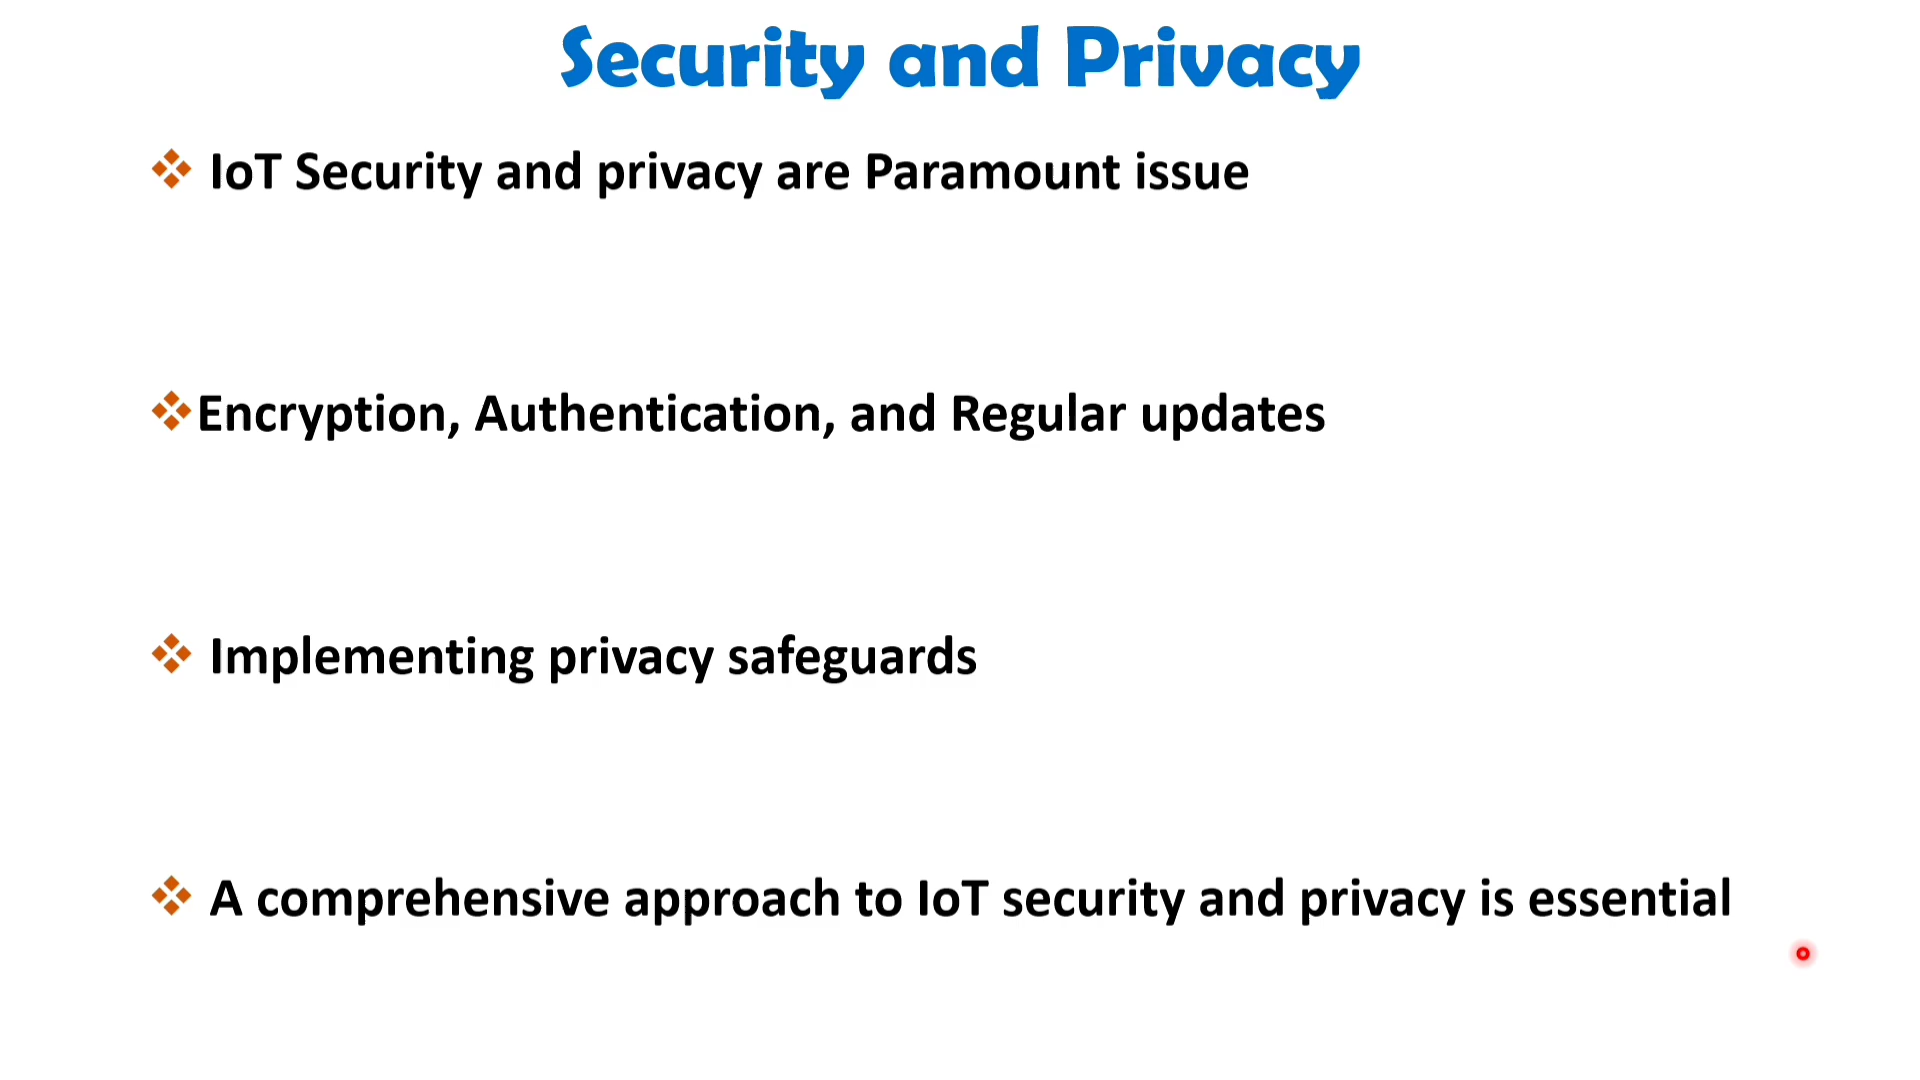 Security and Privacy
IoT Security and privacy are Paramount issue
Encryption, Authentication, and Regular updates
Implementing privacy safeguards
A comprehensive approach to IoT security and privacy is essential